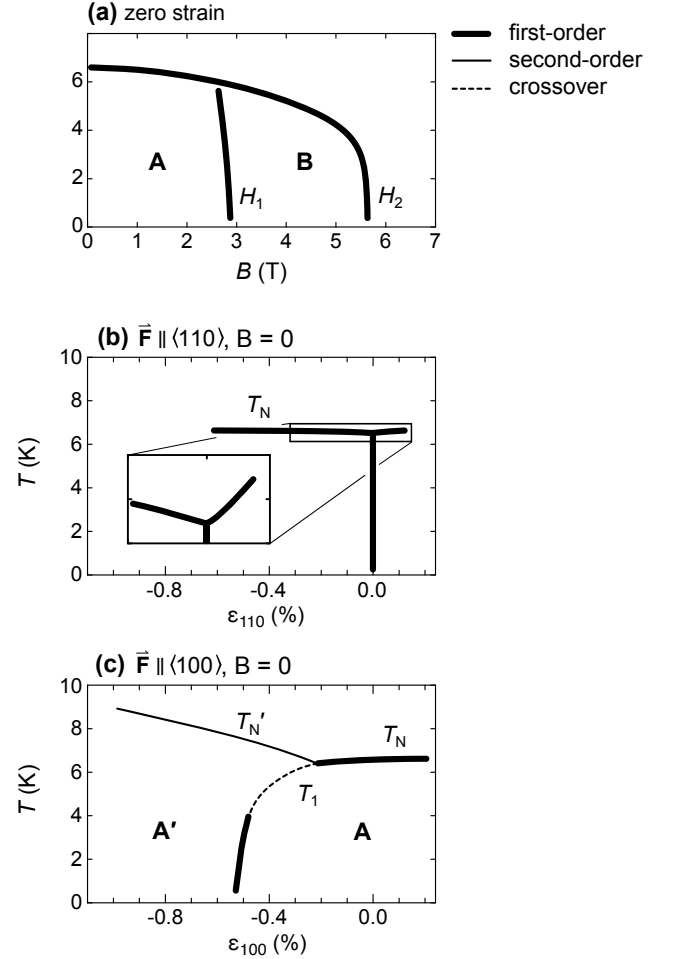 (a) zero strain
first-order
second-order
crossover
6
4
2
0
A
B
H1
H2
0 1 2 3 4 5 6 7
B (T)
(b) F⃗ ∥ ⟨110⟩, B = 0
10
8
6
4
2
0
T (K)
TN
-0.8 -0.4 0.0
ε110 (%)
(c) F⃗ ∥ ⟨100⟩, B = 0
10
8
6
4
2
0
T (K)
TN′
TN
T1
A′
A
-0.8 -0.4 0.0
ε100 (%)